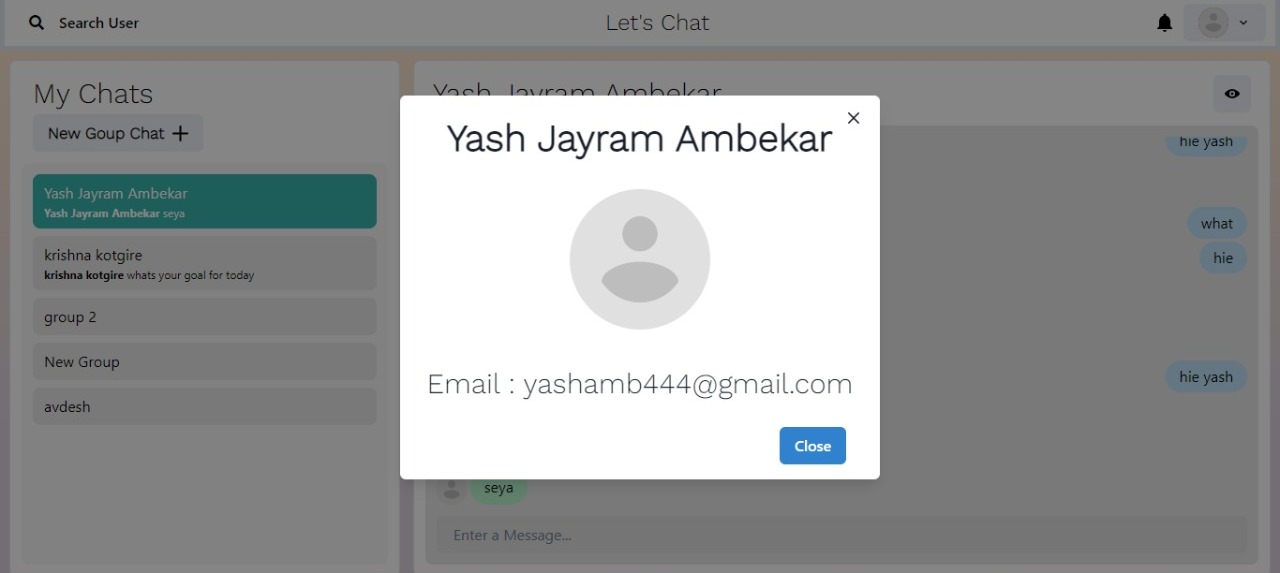 Search User
Let's Chat
My Chats
New Goup Chat
Yash Jayram Ambekar
Yash Jayram Ambekar seya
krishna kotgire
krishna kotgire whats your goal for today
group 2
New Group
avdesh
Yash Jayram Ambekar
hie yash
what
hie
hie yash
seya
Enter a Message...
Yash Jayram Ambekar
Email : yashamb444@gmail.com
Close